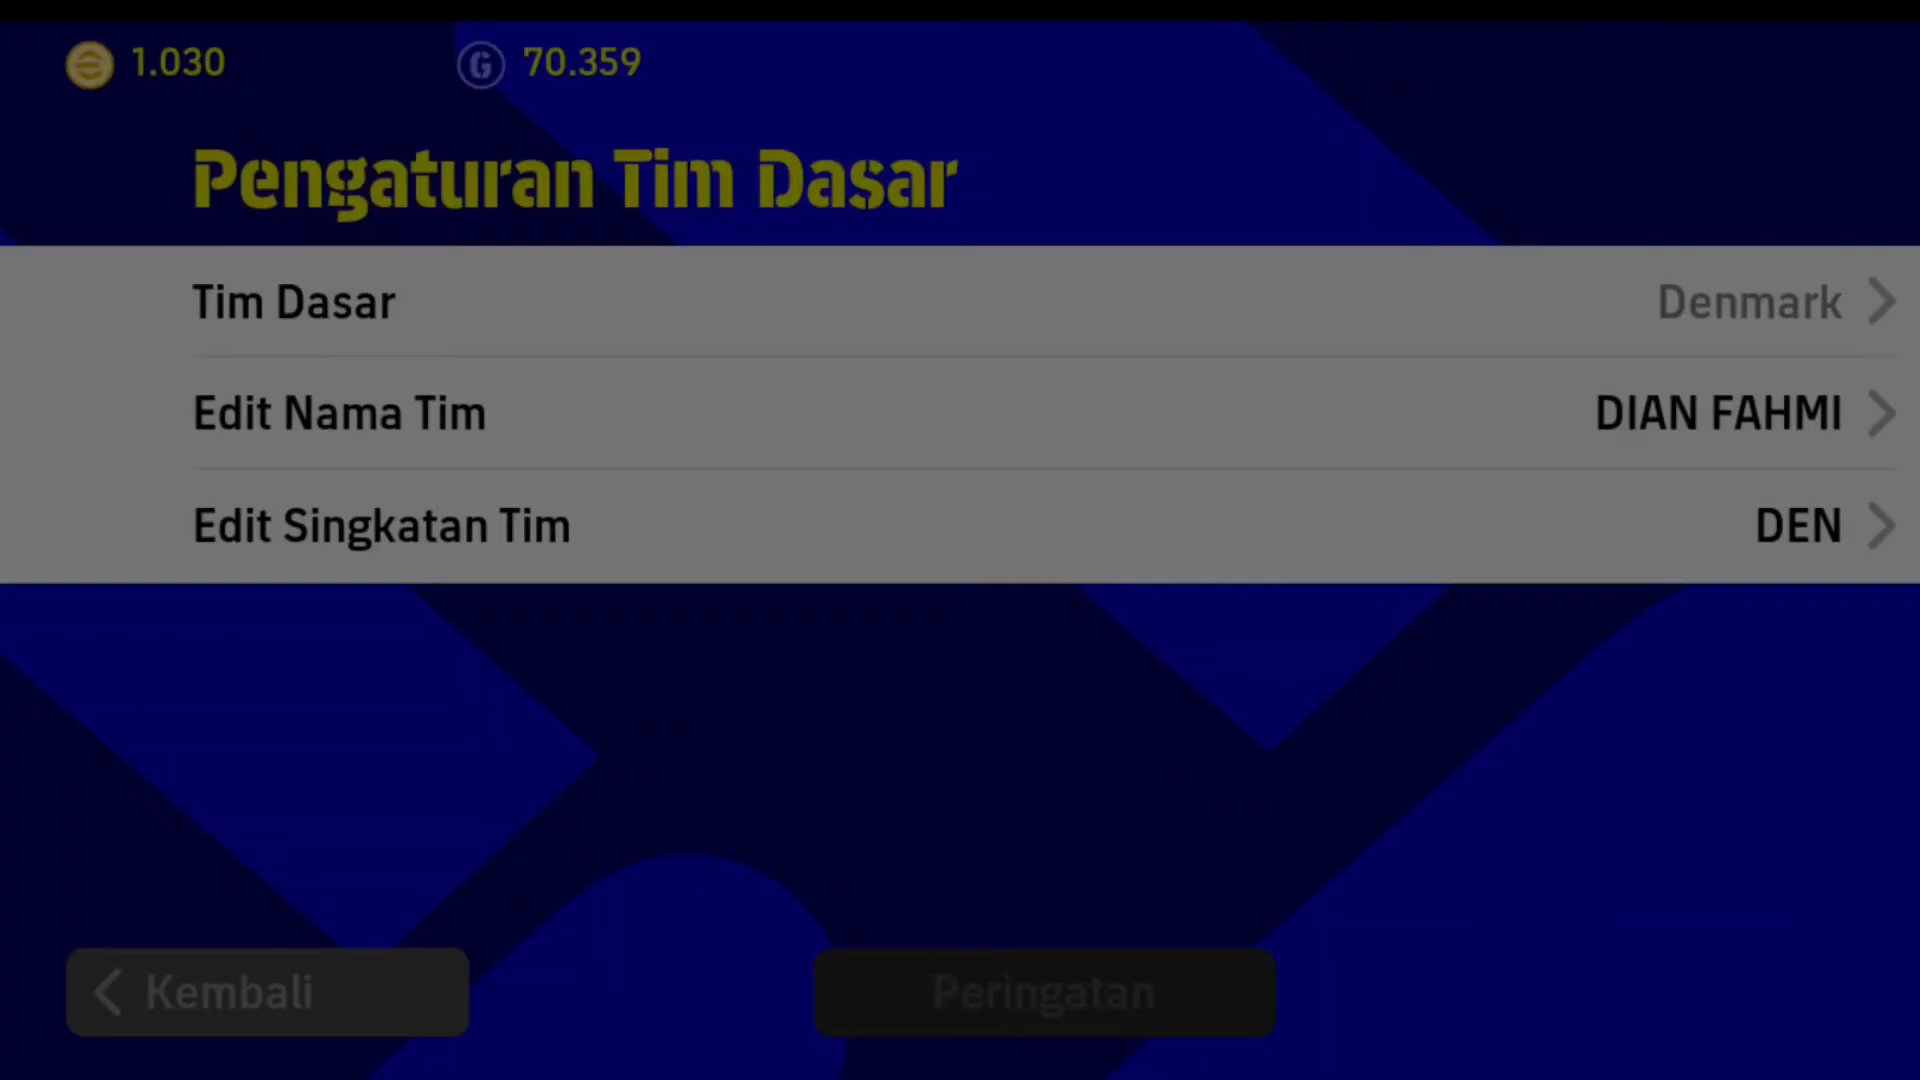 1.030
G 70.359
Pengaturan Tim Dasar
Tim Dasar Denmark
Edit Nama Tim DIAN FAHMI
Edit Singkatan Tim DEN
Kembali Peringatan